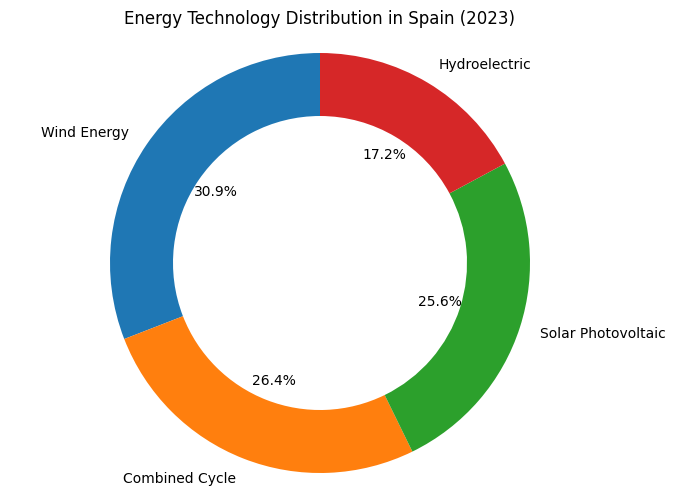 Energy Technology Distribution in Spain (2023)
Hydroelectric
Wind Energy
17.2%
30.9%
25.6%
Solar Photovoltaic
26.4%
Combined Cycle